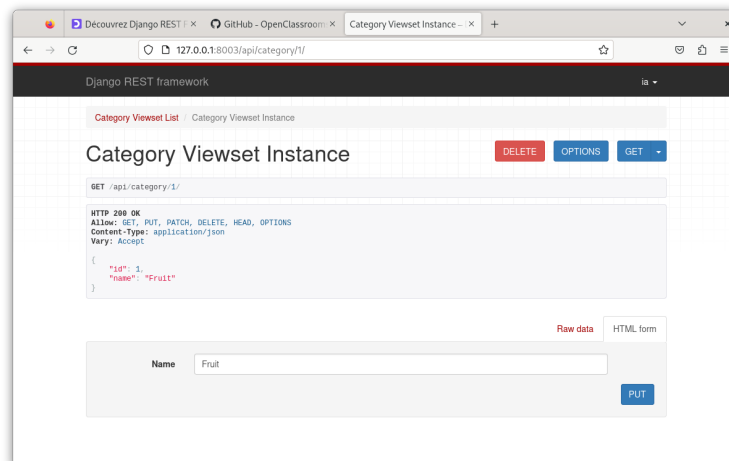 Découvrez Django REST F
GitHub - OpenClassroom
Category Viewset Instance –
127.0.0.1:8003/api/category/1/
Django REST framework
ia
Category Viewset List / Category Viewset Instance
Category Viewset Instance
DELETE
OPTIONS
GET
GET /api/category/1/
HTTP 200 OK
Allow: GET, PUT, PATCH, DELETE, HEAD, OPTIONS
Content-Type: application/json
Vary: Accept
{
"id": 1,
"name": "Fruit"
}
Raw data
HTML form
Name
Fruit
PUT